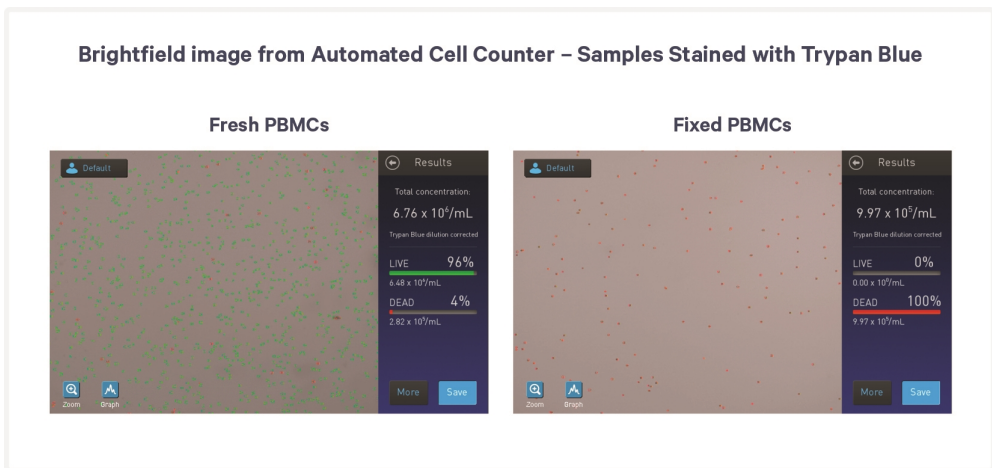 Brightfield image from Automated Cell Counter – Samples Stained with Trypan Blue
Fresh PBMCs
Default
Results
Total concentration:
6.76 x 10⁶/mL
Trypan Blue dilution corrected
LIVE 96%
6.48 x 10⁶/mL
DEAD 4%
2.82 x 10⁵/mL
Zoom
Graph
More
Save
Fixed PBMCs
Default
Results
Total concentration:
9.97 x 10⁵/mL
Trypan Blue dilution corrected
LIVE 0%
0.00 x 10⁰/mL
DEAD 100%
9.97 x 10⁵/mL
Zoom
Graph
More
Save